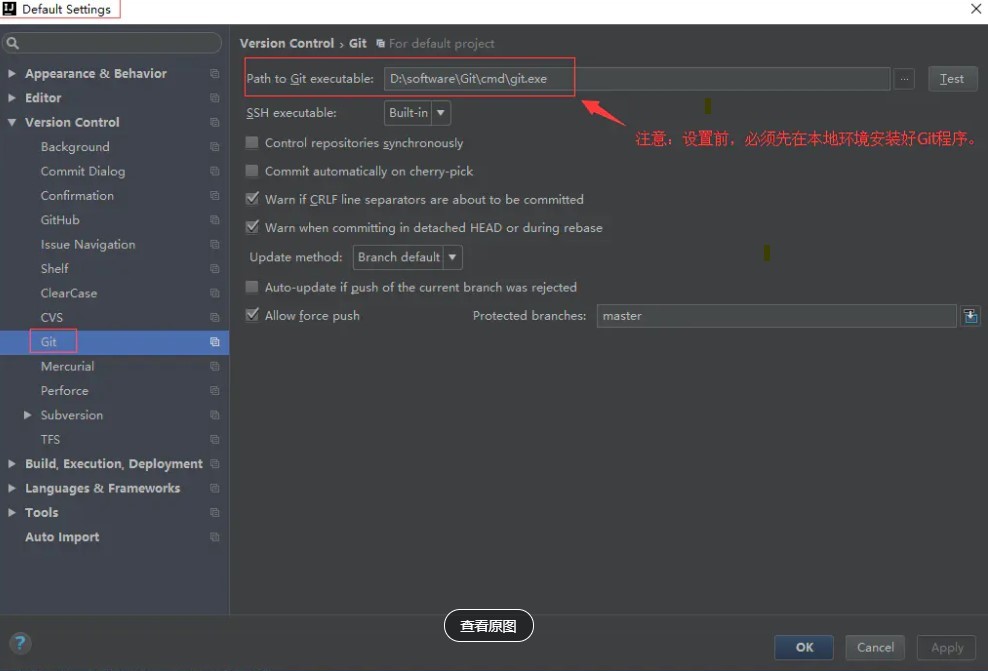 Default Settings
Version Control › Git For default project
Appearance & Behavior
Editor
Version Control
Background
Commit Dialog
Confirmation
GitHub
Issue Navigation
Shelf
ClearCase
CVS
Git
Mercurial
Perforce
Subversion
TFS
Build, Execution, Deployment
Languages & Frameworks
Tools
Auto Import
Path to Git executable: D:\software\Git\cmd\git.exe ... Test
SSH executable: Built-in
注意：设置前，必须先在本地环境安装好Git程序。
Control repositories synchronously
Commit automatically on cherry-pick
Warn if CRLF line separators are about to be committed
Warn when committing in detached HEAD or during rebase
Update method: Branch default
Auto-update if push of the current branch was rejected
Allow force push Protected branches: master
查看原图
? OK Cancel Apply